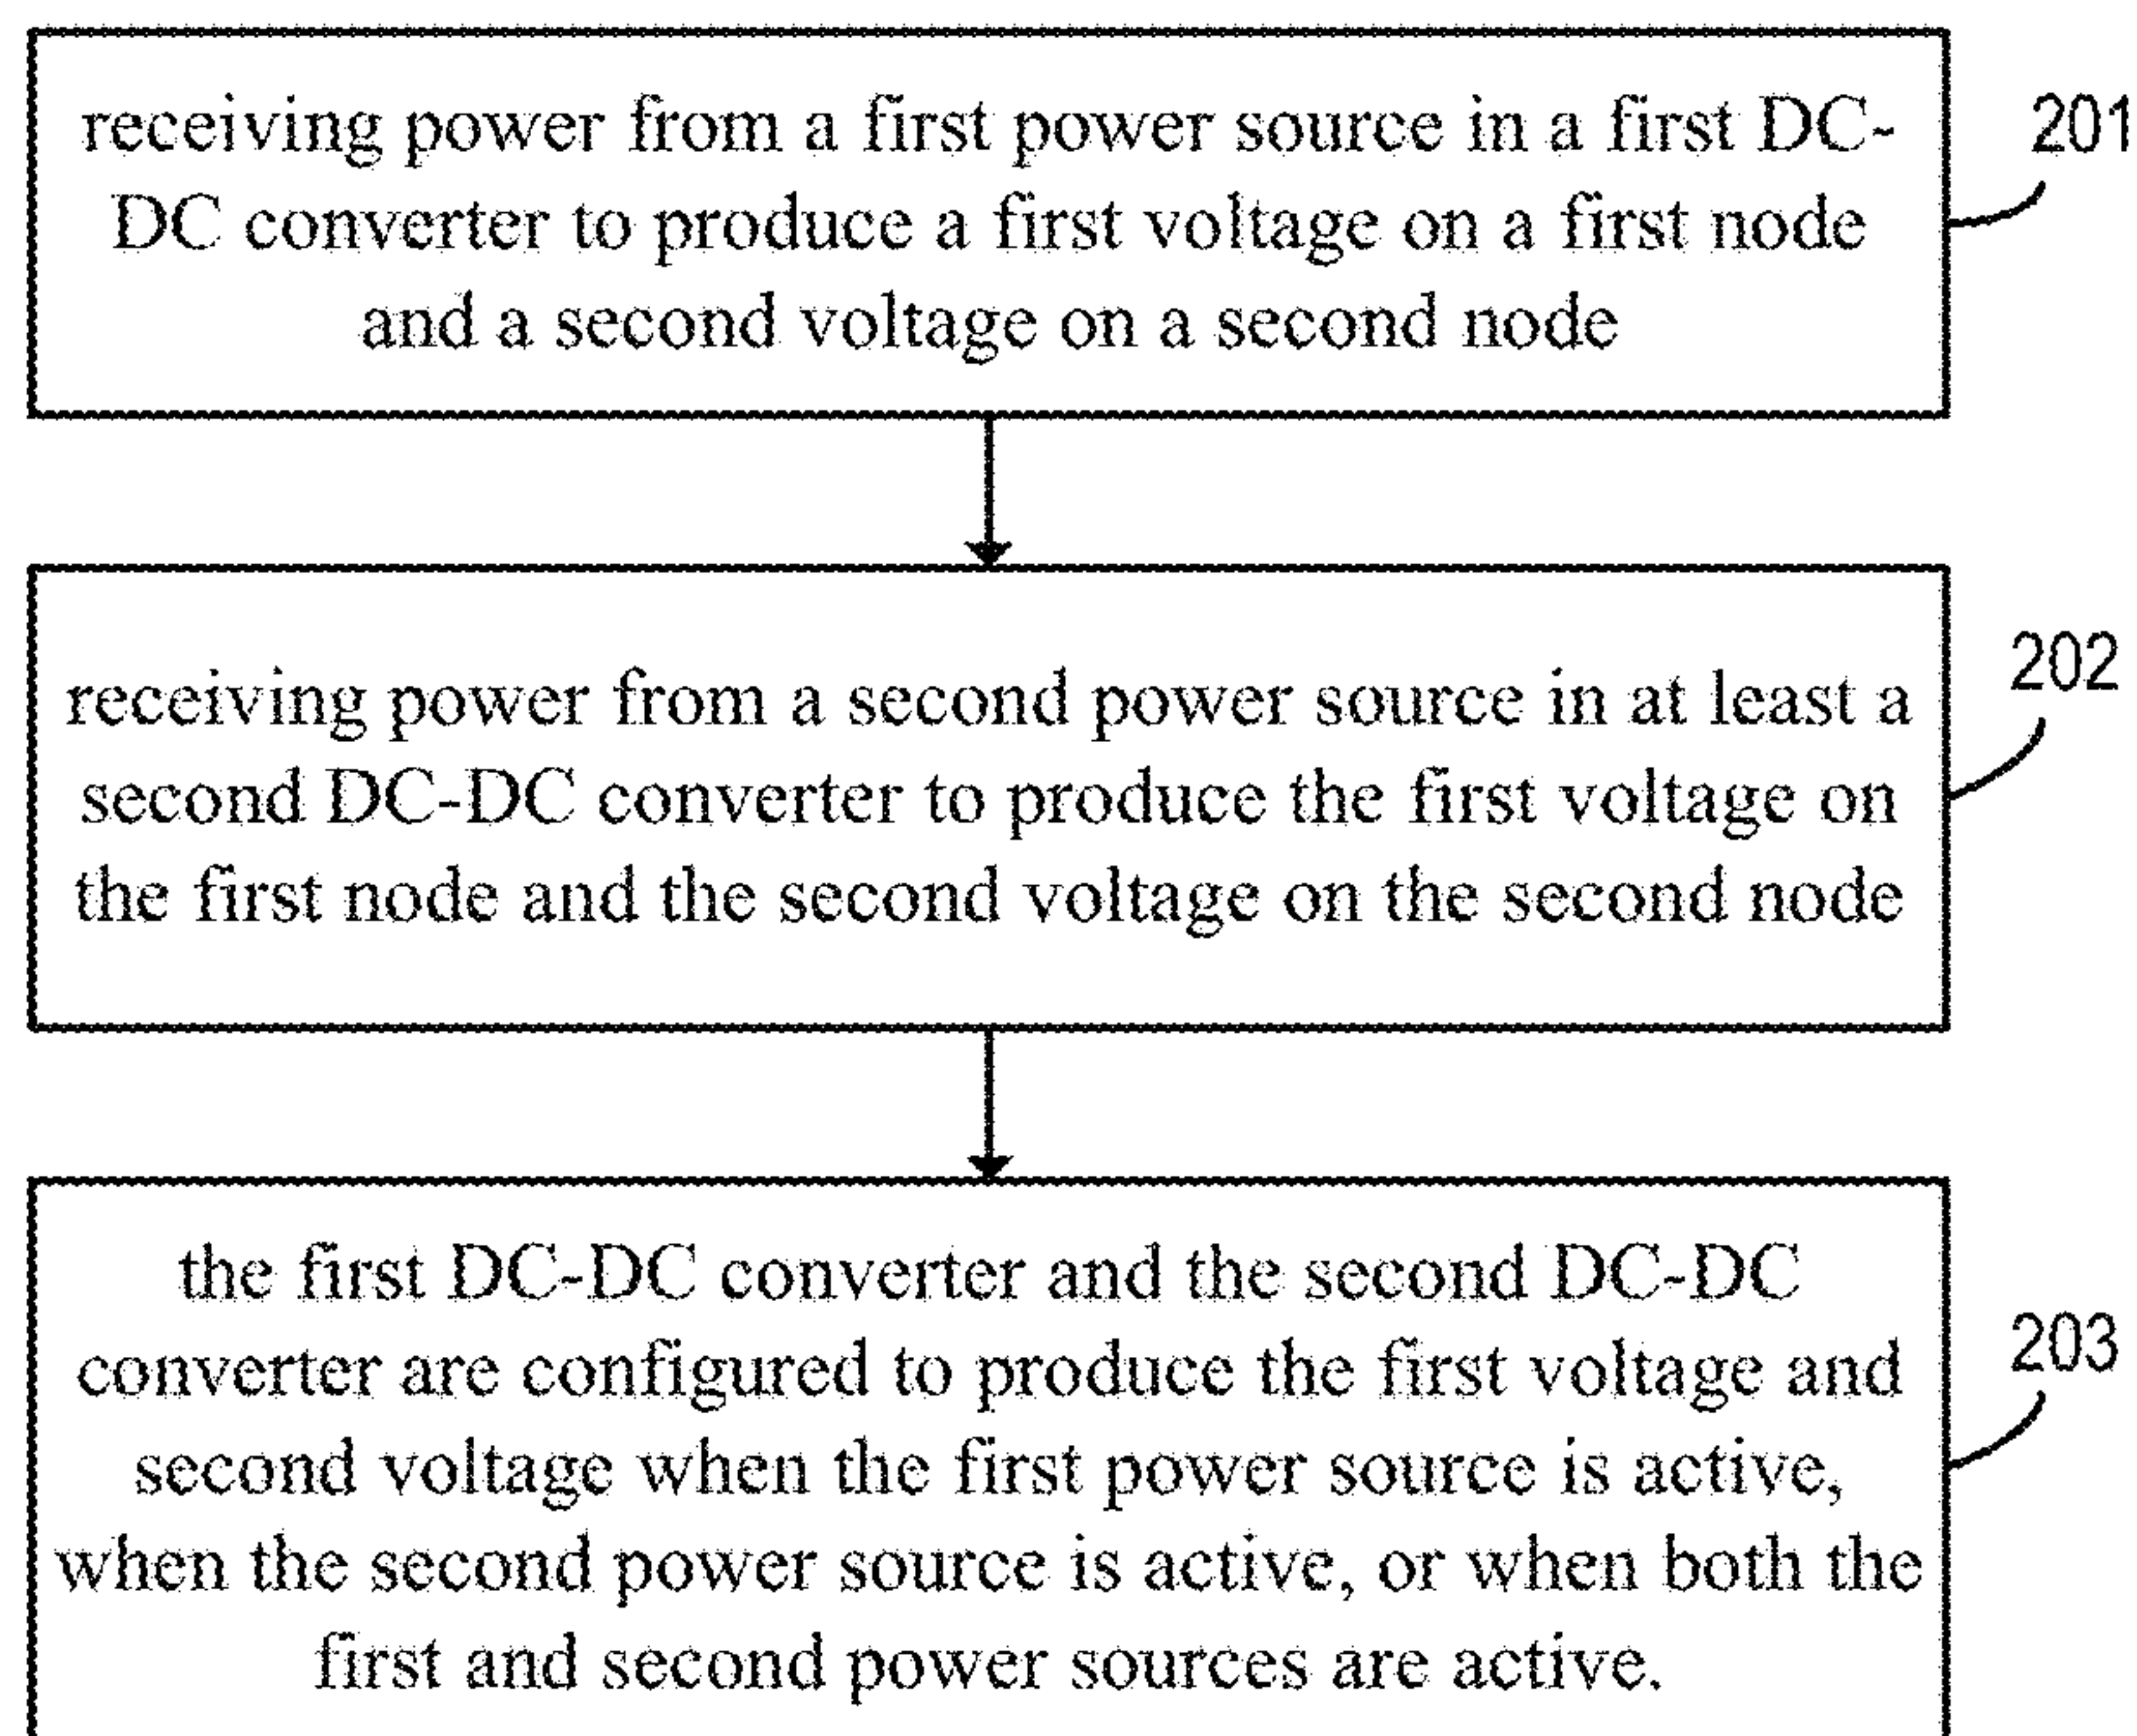 receiving power from a first power source in a first DC-
DC converter to produce a first voltage on a first node
and a second voltage on a second node
201
receiving power from a second power source in at least a
second DC-DC converter to produce the first voltage on
the first node and the second voltage on the second node
202
the first DC-DC converter and the second DC-DC
converter are configured to produce the first voltage and
second voltage when the first power source is active,
when the second power source is active, or when both the
first and second power sources are active.
203